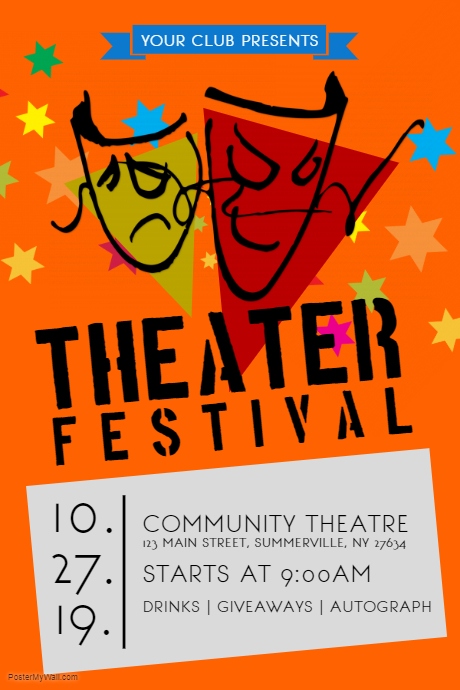 YOUR CLUB PRESENTS
THEATER
FESTIVAL
10.
27.
19.
COMMUNITY THEATRE
123 MAIN STREET, SUMMERVILLE, NY 27634
STARTS AT 9:00AM
DRINKS | GIVEAWAYS | AUTOGRAPH
PosterMyWall.com